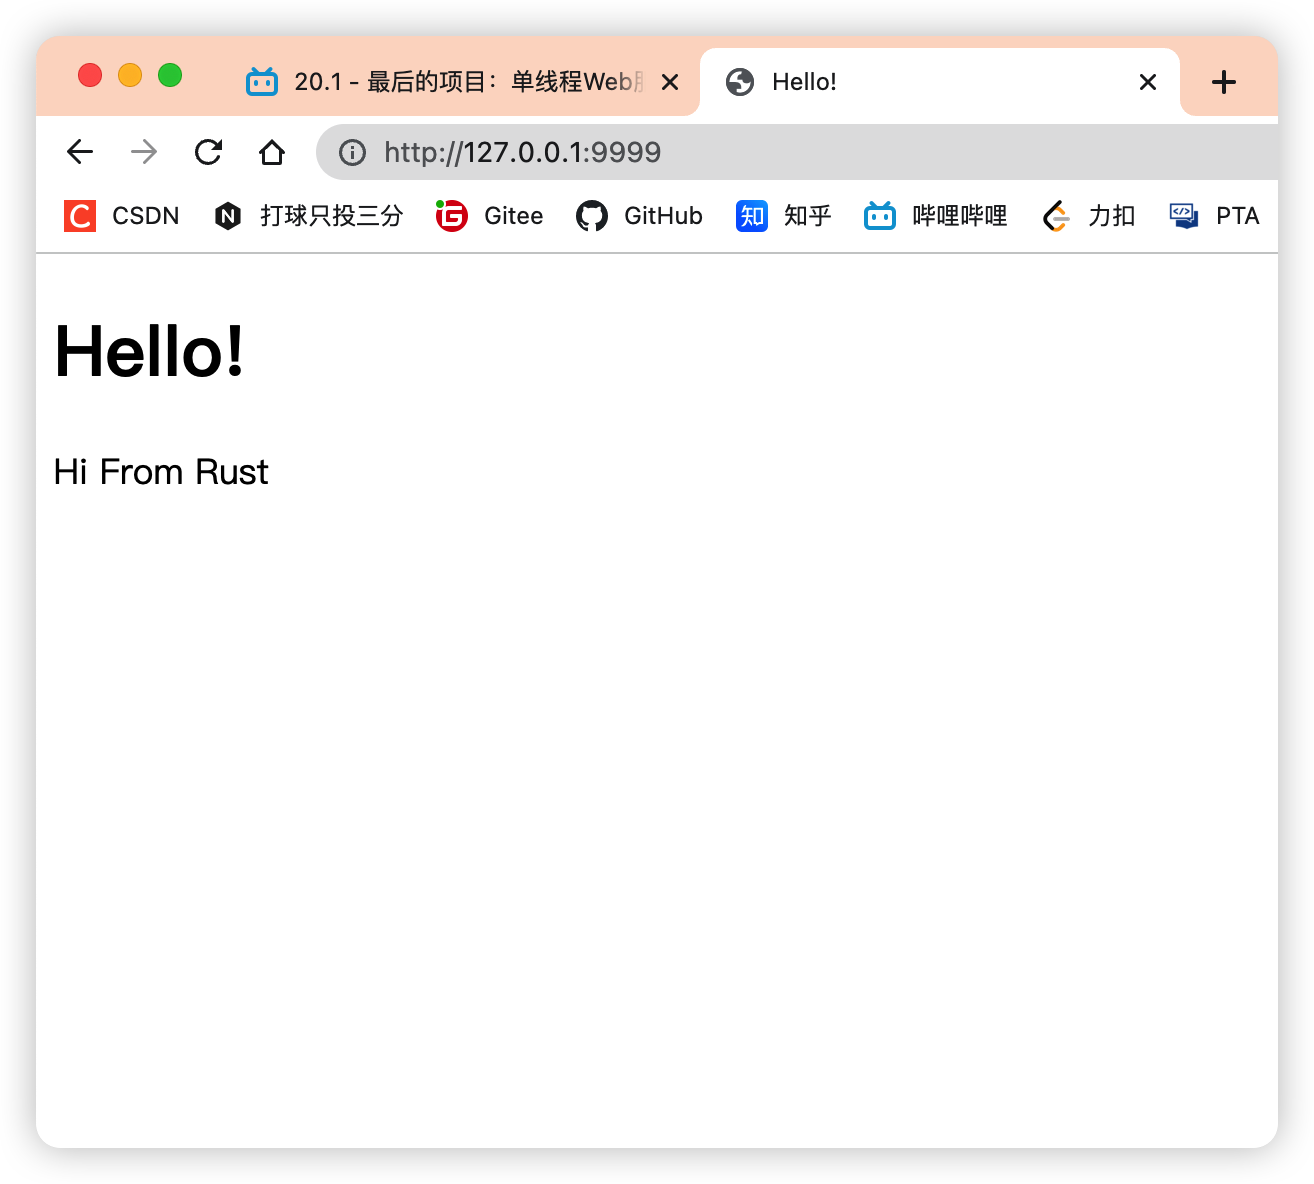 20.1 - 最后的项目：单线程Web
Hello!
http://127.0.0.1:9999
CSDN 打球只投三分 Gitee GitHub 知乎 哔哩哔哩 力扣 PTA
Hello!
Hi From Rust